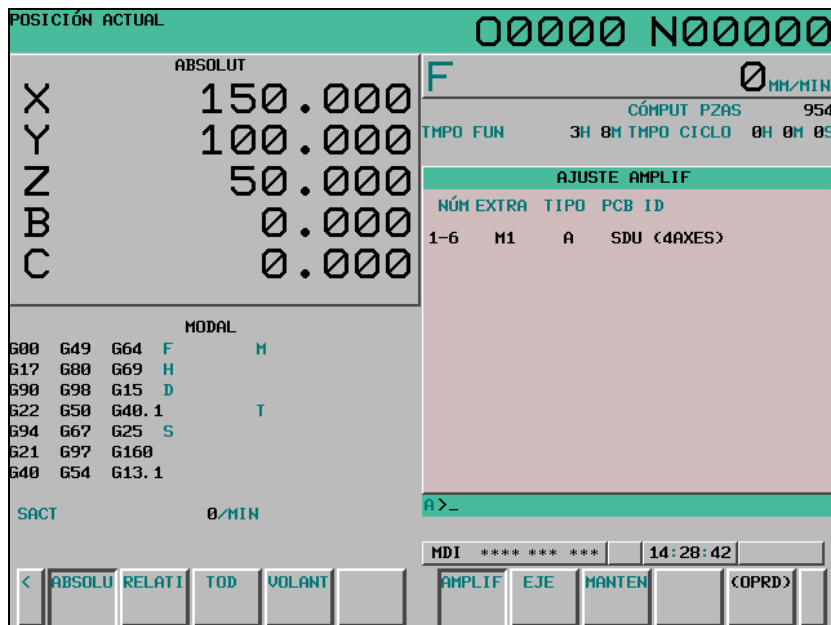 POSICIÓN ACTUAL
O0000 N00000
ABSOLUT
X 150.000
Y 100.000
Z 50.000
B 0.000
C 0.000
F 0 MM/MIN
CÓMPUT PZAS 954
TMPO FUN 3H 8M TMPO CICLO 0H 0M 0S
AJUSTE AMPLIF
NÚM EXTRA TIPO PCB ID
1-6 M1 A SDU (4AXES)
MODAL
G00 G49 G64 F M
G17 G80 G69 H
G90 G98 G15 D
G22 G50 G40.1 T
G94 G67 G25 S
G21 G97 G160
G40 G54 G13.1
SACT 0/MIN
A>_
MDI **** *** *** 14:28:42
< ABSOLU RELATI TOD VOLANT AMPLIF EJE MANTEN (OPRD)